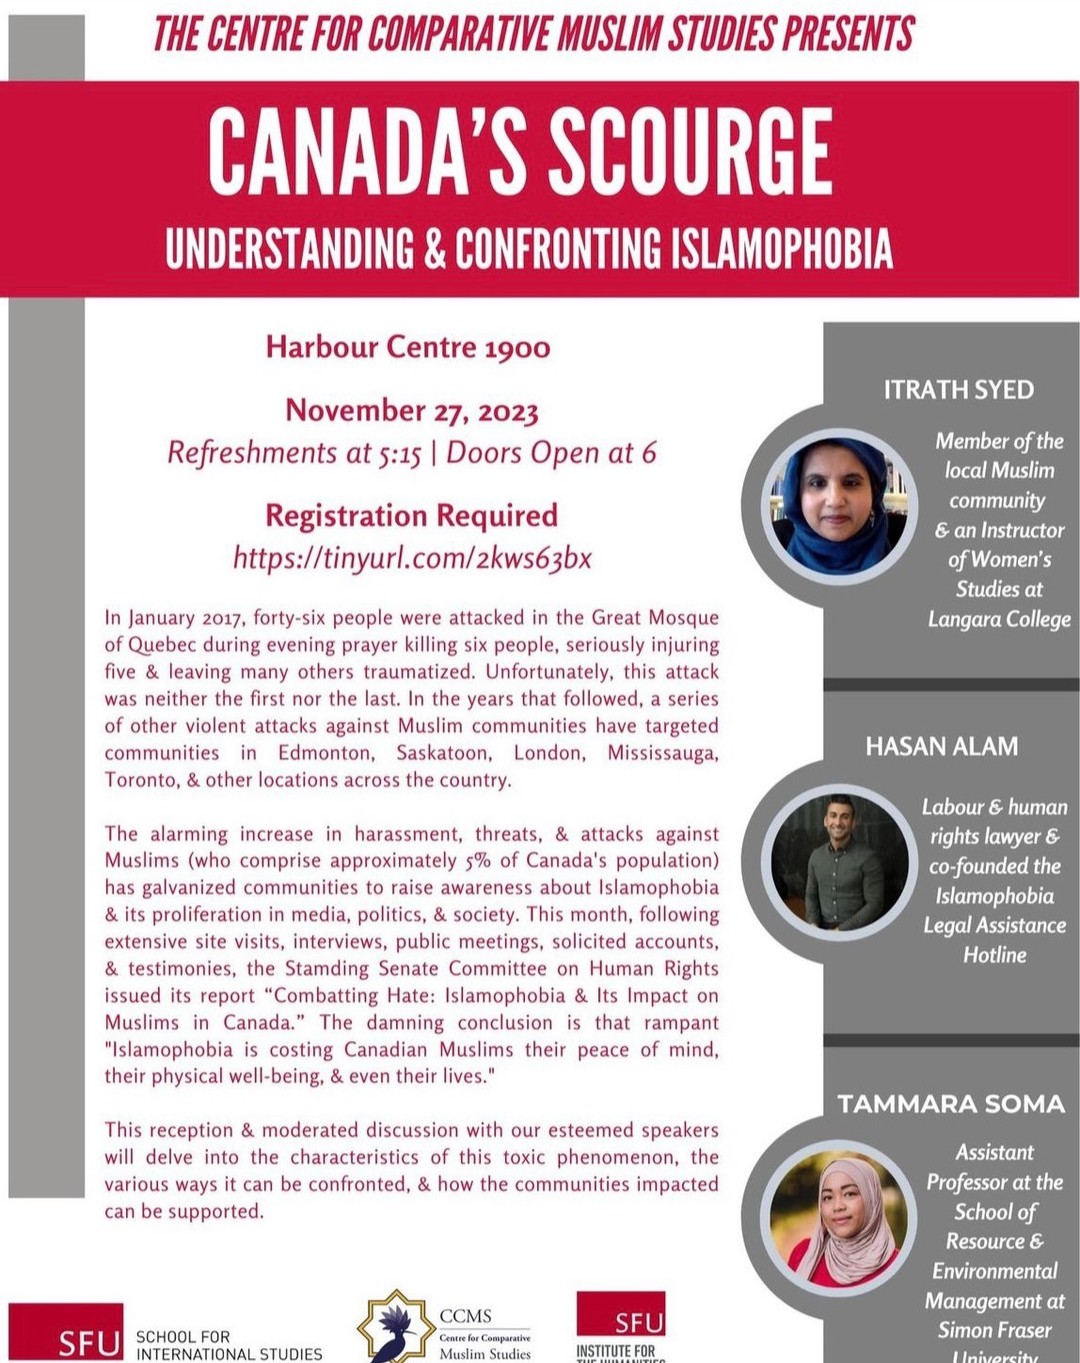 THE CENTRE FOR COMPARATIVE MUSLIM STUDIES PRESENTS
CANADA'S SCOURGE
UNDERSTANDING & CONFRONTING ISLAMOPHOBIA
Harbour Centre 1900
November 27, 2023
Refreshments at 5:15 | Doors Open at 6
Registration Required
https://tinyurl.com/2kws63bx
In January 2017, forty-six people were attacked in the Great Mosque
of Quebec during evening prayer killing six people, seriously injuring
five & leaving many others traumatized. Unfortunately, this attack
was neither the first nor the last. In the years that followed, a series
of other violent attacks against Muslim communities have targeted
communities in Edmonton, Saskatoon, London, Mississauga,
Toronto, & other locations across the country.
The alarming increase in harassment, threats, & attacks against
Muslims (who comprise approximately 5% of Canada's population)
has galvanized communities to raise awareness about Islamophobia
& its proliferation in media, politics, & society. This month, following
extensive site visits, interviews, public meetings, solicited accounts,
& testimonies, the Stamding Senate Committee on Human Rights
issued its report “Combatting Hate: Islamophobia & Its Impact on
Muslims in Canada.” The damning conclusion is that rampant
"Islamophobia is costing Canadian Muslims their peace of mind,
their physical well-being, & even their lives."
This reception & moderated discussion with our esteemed speakers
will delve into the characteristics of this toxic phenomenon, the
various ways it can be confronted, & how the communities impacted
can be supported.
ITRATH SYED
Member of the
local Muslim
community
& an Instructor
of Women's
Studies at
Langara College
HASAN ALAM
Labour & human
rights lawyer &
co-founded the
Islamophobia
Legal Assistance
Hotline
TAMMARA SOMA
Assistant
Professor at the
School of
Resource &
Environmental
Management at
Simon Fraser
University
SFU
SCHOOL FOR
INTERNATIONAL STUDIES
CCMS
Centre for Comparative
Muslim Studies
SFU
INSTITUTE FOR
THE HUMANITIES